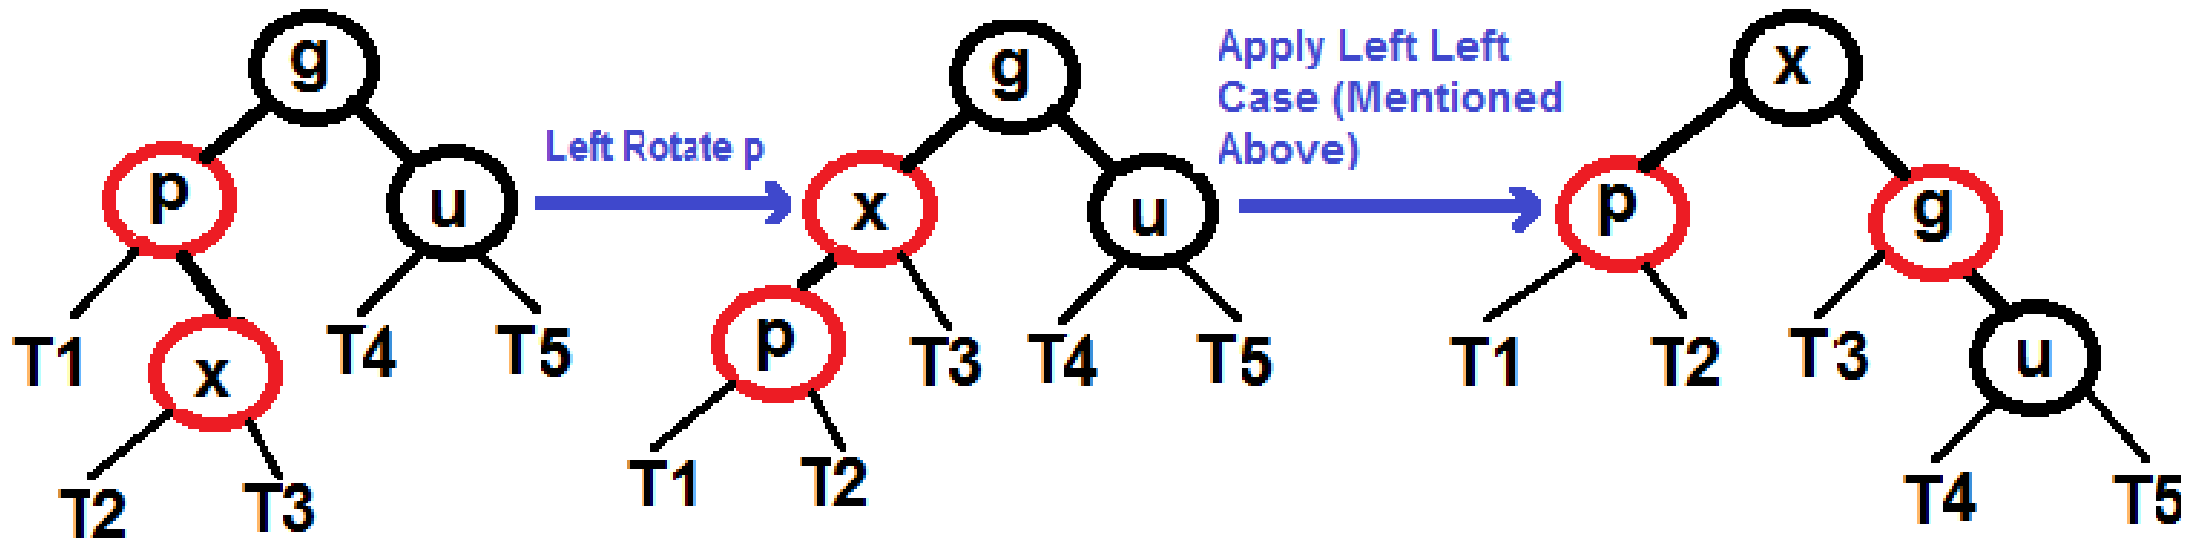 g
p
u
T1
x
T4
T5
T2
T3
Left Rotate p
g
x
u
p
T3
T4
T5
T1
T2
Apply Left Left
Case (Mentioned
Above)
x
p
g
T1
T2
T3
u
T4
T5